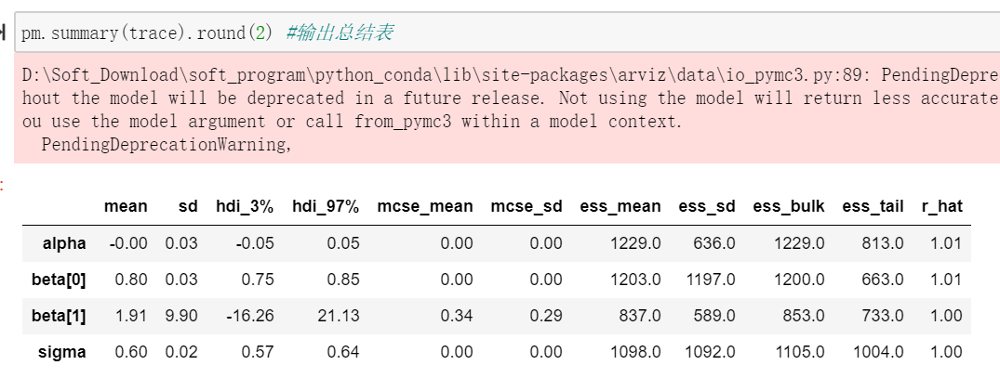 pm.summary(trace).round(2) #输出总结表
D:\Soft_Download\soft_program\python_conda\lib\site-packages\arviz\data\io_pymc3.py:89: PendingDepre
hout the model will be deprecated in a future release. Not using the model will return less accurate
ou use the model argument or call from_pymc3 within a model context.
PendingDeprecationWarning,
:
mean sd hdi_3% hdi_97% mcse_mean mcse_sd ess_mean ess_sd ess_bulk ess_tail r_hat
alpha -0.00 0.03 -0.05 0.05 0.00 0.00 1229.0 636.0 1229.0 813.0 1.01
beta[0] 0.80 0.03 0.75 0.85 0.00 0.00 1203.0 1197.0 1200.0 663.0 1.01
beta[1] 1.91 9.90 -16.26 21.13 0.34 0.29 837.0 589.0 853.0 733.0 1.00
sigma 0.60 0.02 0.57 0.64 0.00 0.00 1098.0 1092.0 1105.0 1004.0 1.00